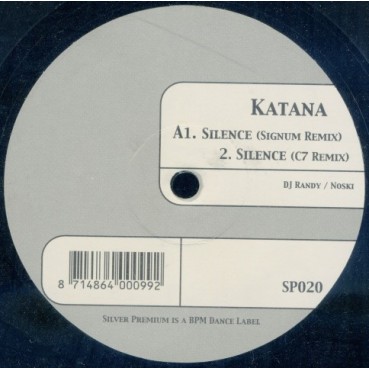 Katana
A1. Silence (Signum Remix)
2. Silence (C7 Remix)
DJ Randy / Noski
8 714864 000992
SP020
Silver Premium is a BPM Dance Label